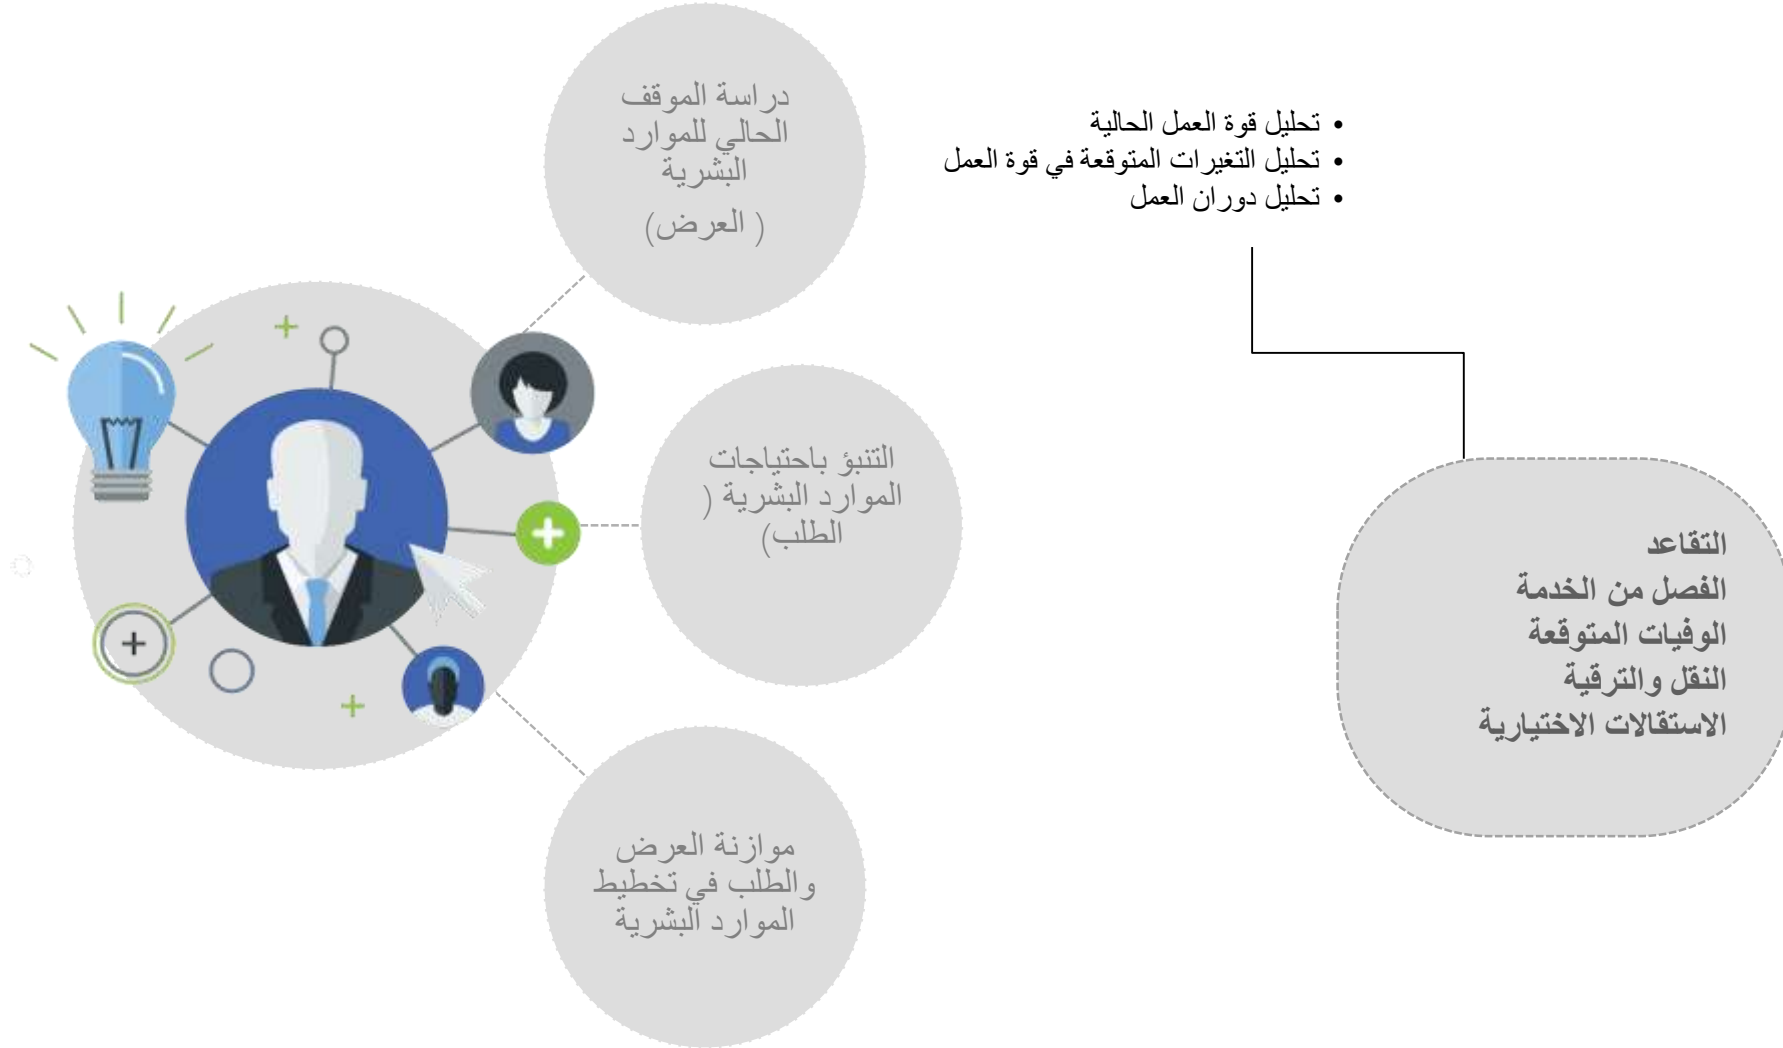 دراسة الموقف
الحالي للموارد
البشرية
( العرض)
• تحليل قوة العمل الحالية
• تحليل التغيرات المتوقعة في قوة العمل
• تحليل دوران العمل
التنبؤ باحتياجات
الموارد البشرية (
الطلب)
التقاعد
الفصل من الخدمة
الوفيات المتوقعة
النقل والترقية
الاستقالات الاختيارية
موازنة العرض
والطلب في تخطيط
الموارد البشرية